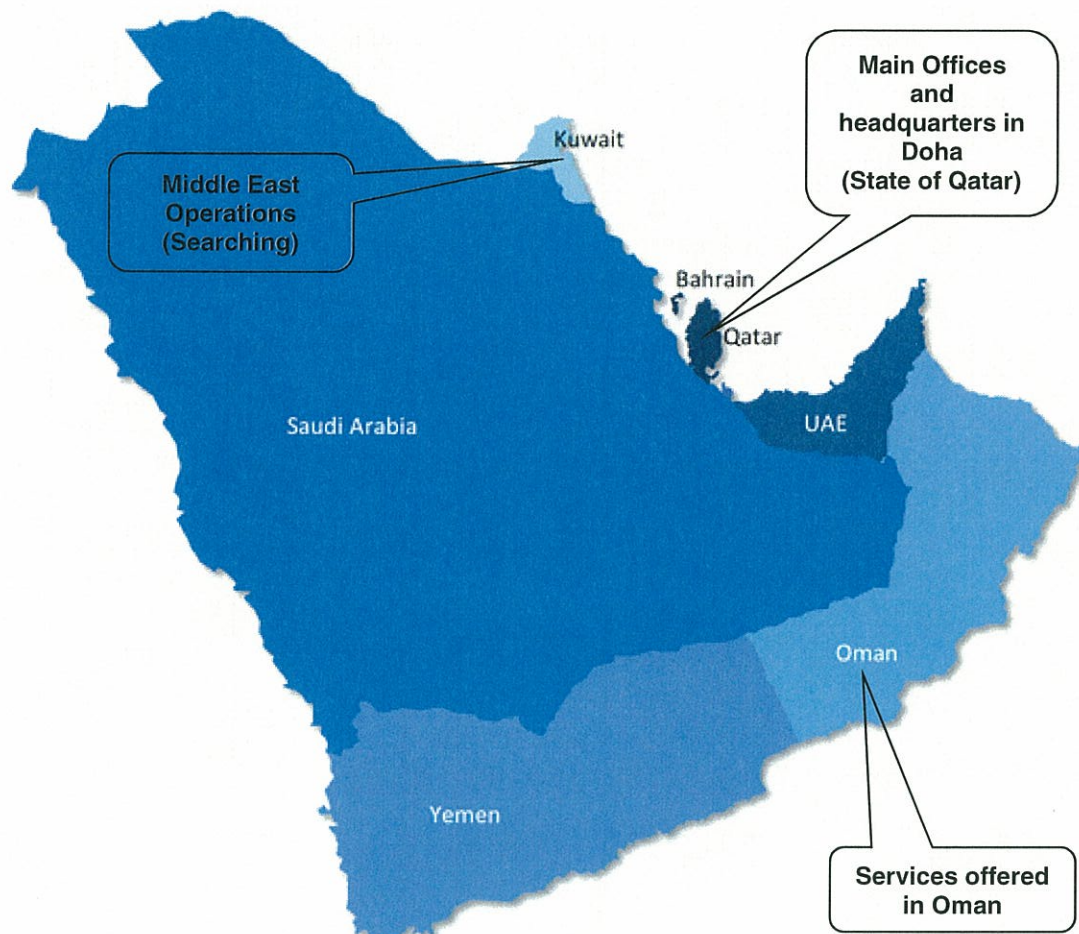 Main Offices
and
headquarters in
Doha
(State of Qatar)
Kuwait
Middle East
Operations
(Searching)
Bahrain
Qatar
Saudi Arabia
UAE
Oman
Yemen
Services offered
in Oman